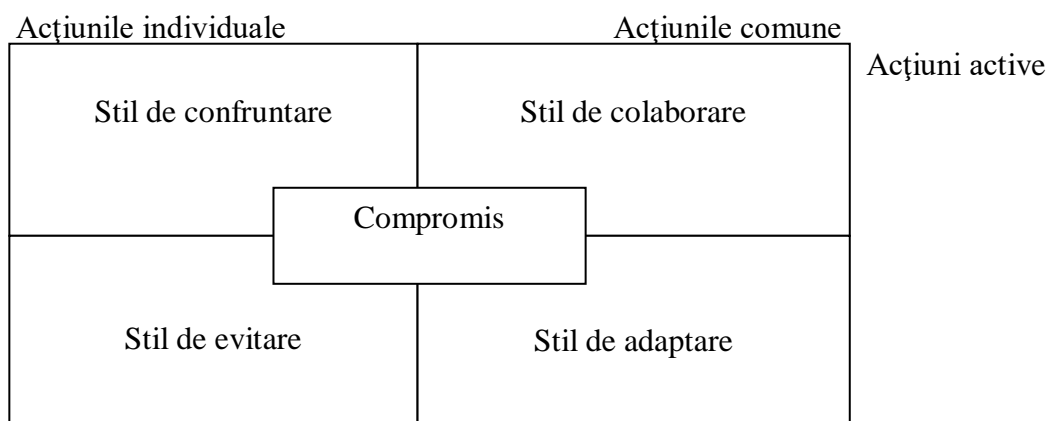 Acţiunile individuale Acţiunile comune
Acţiuni active
Stil de confruntare Stil de colaborare
Compromis
Stil de evitare Stil de adaptare